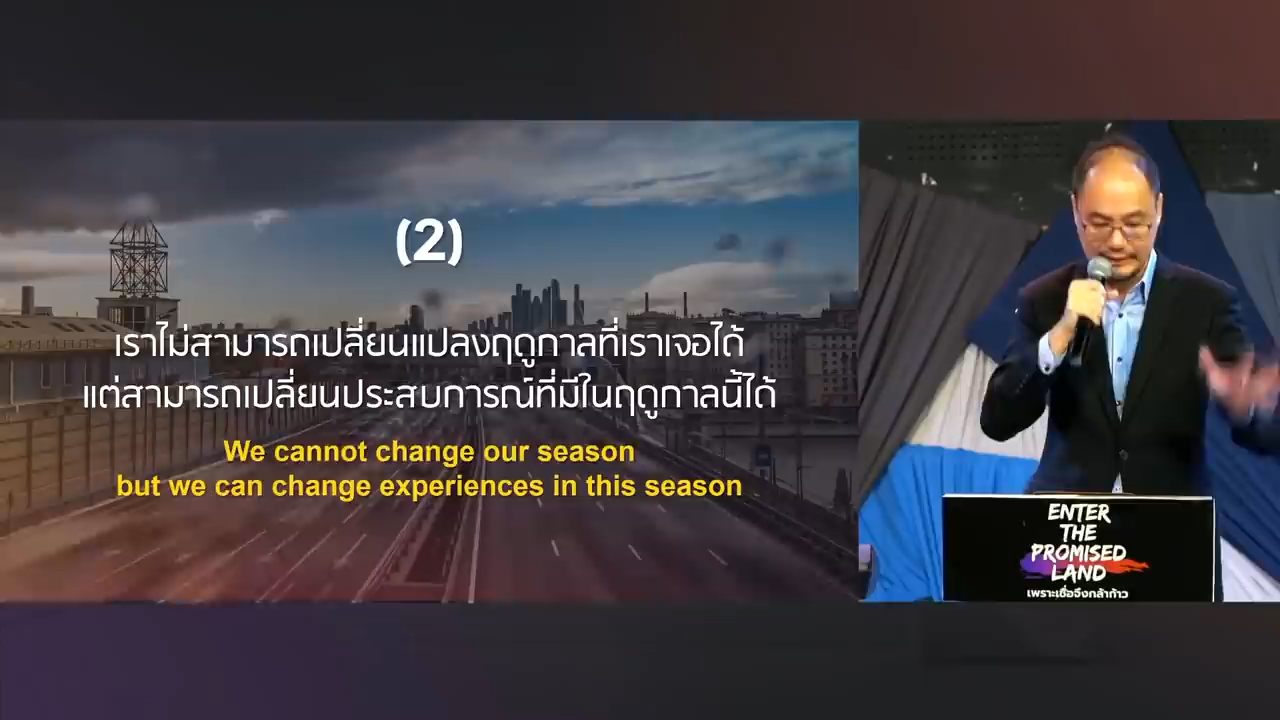 (2)
เราไม่สามารถเปลี่ยนแปลงฤดูกาลที่เราเจอได้
แต่สามารถเปลี่ยนประสบการณ์ที่มีในฤดูกาลนี้ได้
We cannot change our season
but we can change experiences in this season
ENTER
THE
PROMISED
LAND
เพราะเชื่อจึงกล้าก้าว